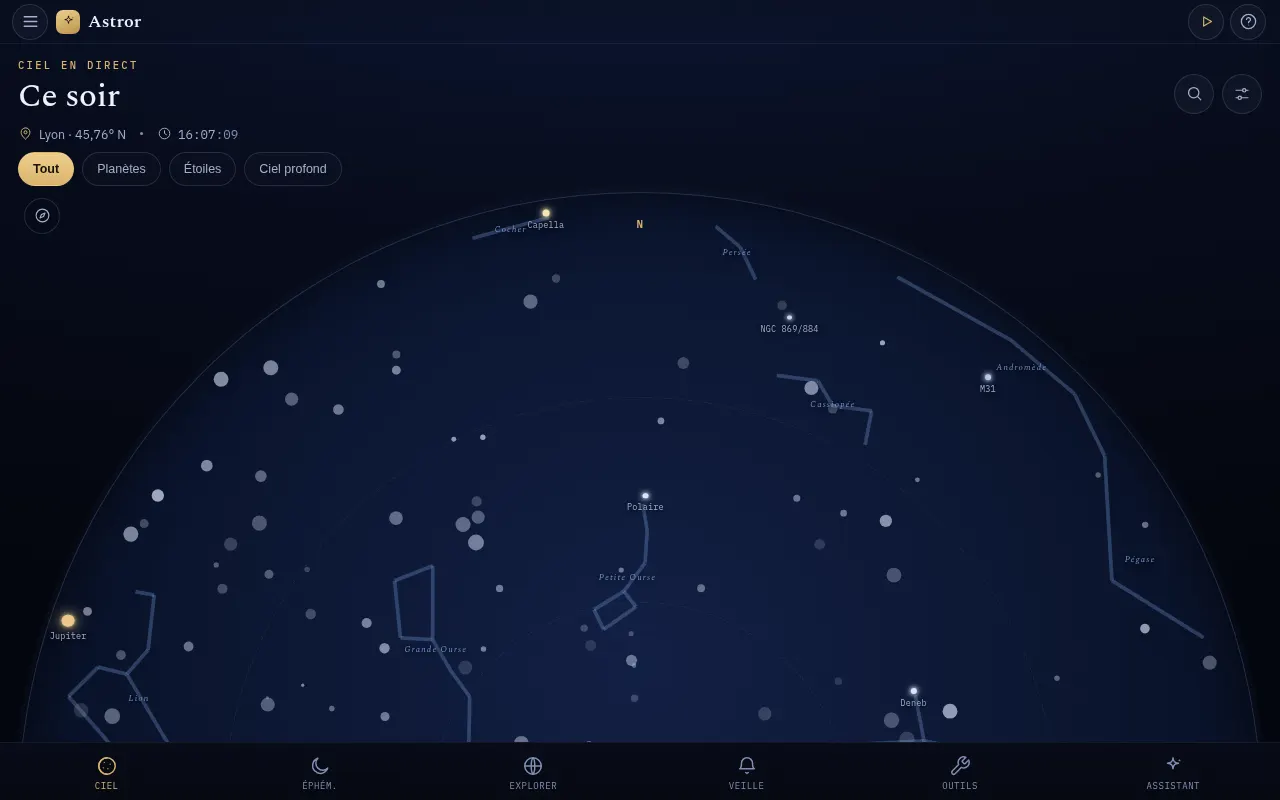 Astror
CIEL EN DIRECT
Ce soir
Lyon · 45,76° N • 16:07:09
Tout Planètes Étoiles Ciel profond
Capella
Cocher
N
Persée
NGC 869/884
Andromède
M31
Cassiopée
Polaire
Pégase
Petite Ourse
Jupiter
Grande Ourse
Lion
Deneb
CIEL ÉPHÉM. EXPLORER VEILLE OUTILS ASSISTANT